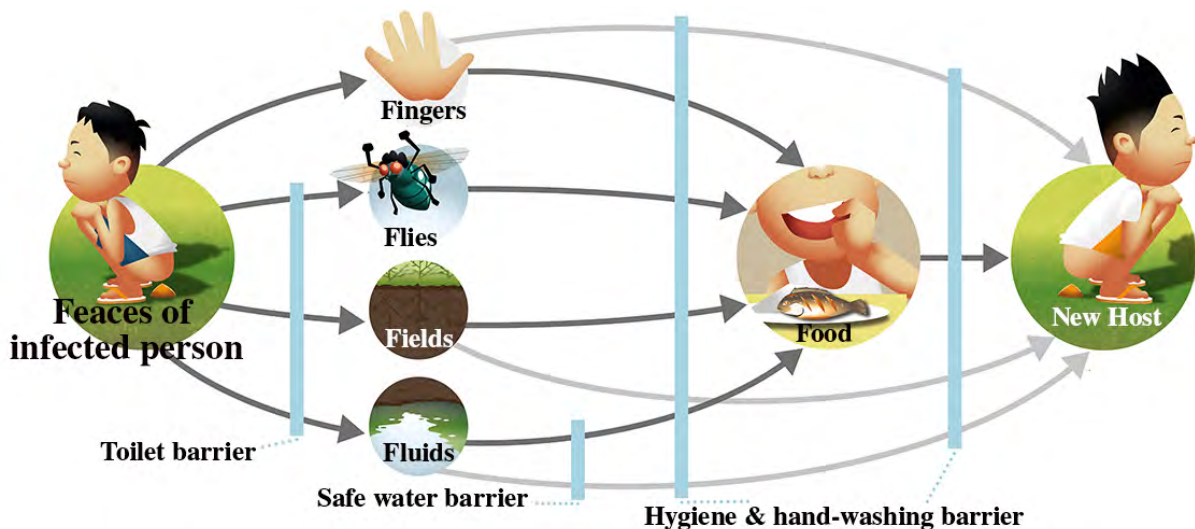 Fingers
Flies
Feaces of
infected person
Fields
Food
New Host
Fluids
Toilet barrier
Safe water barrier
Hygiene & hand-washing barrier